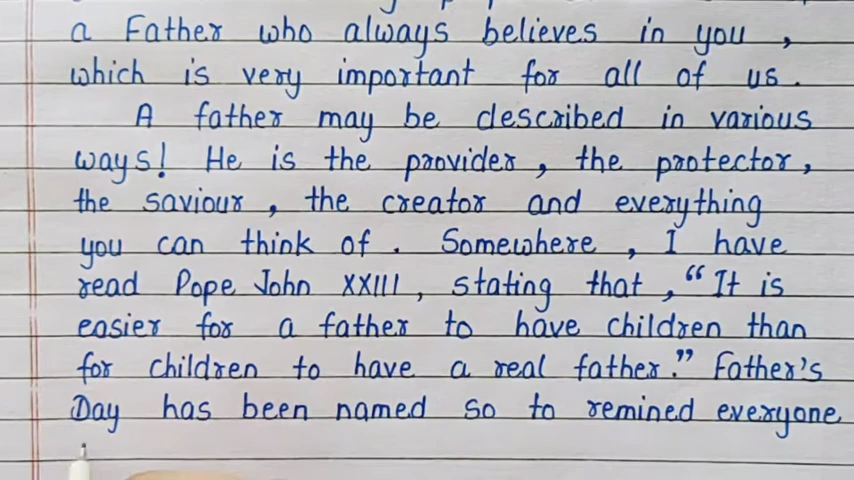 a Father who always believes in you ,
which is very important for all of us .
A father may be described in various
ways! He is the provider , the protector,
the saviour , the creator and everything
you can think of . Somewhere , I have
read Pope John XXIII , stating that , “It is
easier for a father to have children than
for children to have a real father.” Father's
Day has been named so to remined everyone